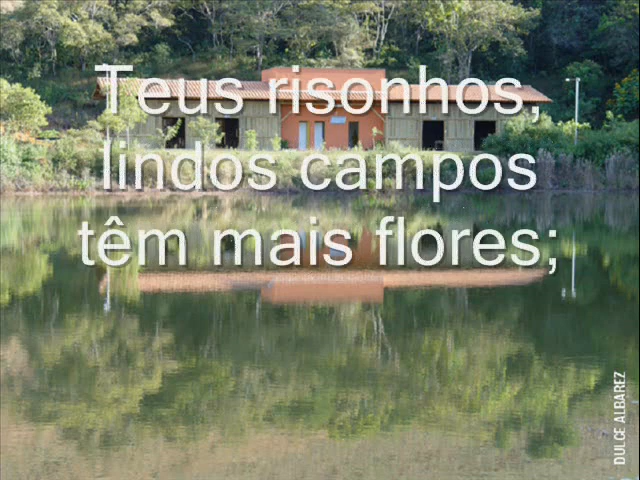 Teus risonhos,
lindos campos
têm mais flores;
DULCE ALBAREZ